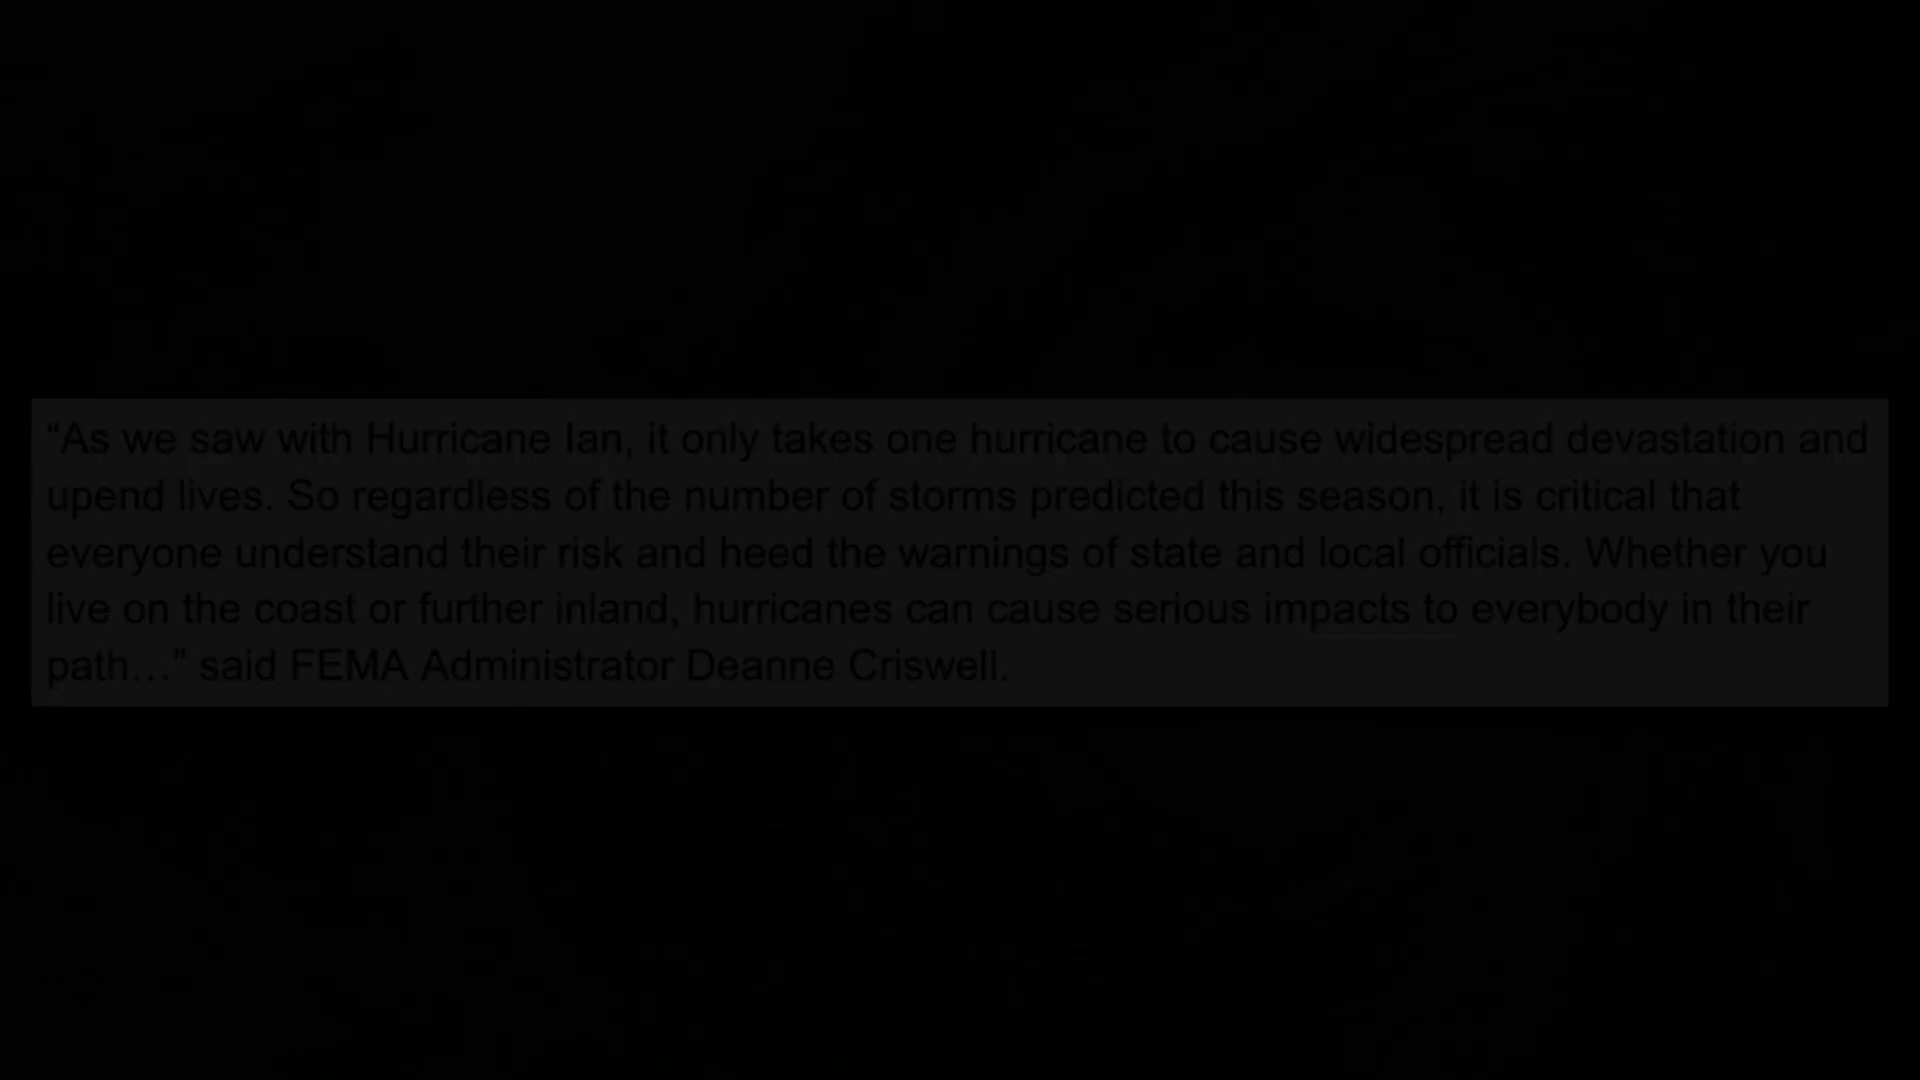 “As we saw with Hurricane Ian, it only takes one hurricane to cause widespread devastation and
upend lives. So regardless of the number of storms predicted this season, it is critical that
everyone understand their risk and heed the warnings of state and local officials. Whether you
live on the coast or further inland, hurricanes can cause serious impacts to everybody in their
path…” said FEMA Administrator Deanne Criswell.